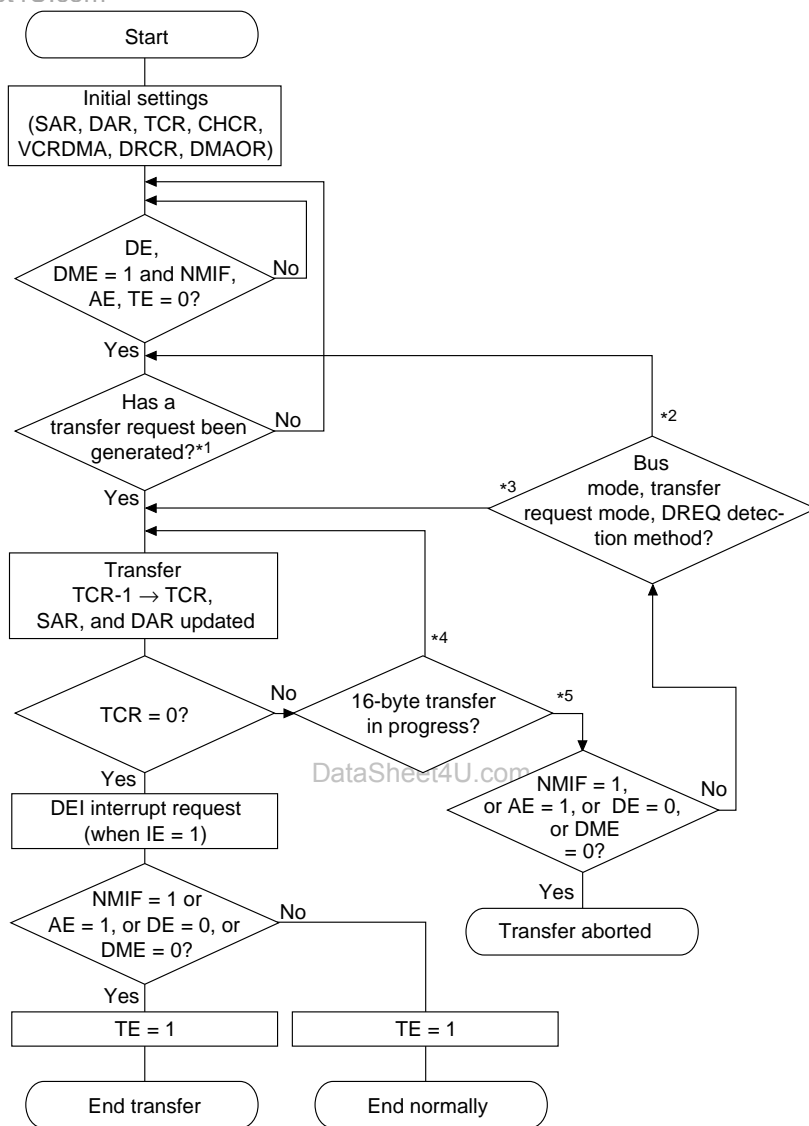 Start
Initial settings
(SAR, DAR, TCR, CHCR,
VCRDMA, DRCR, DMAOR)
DE,
DME = 1 and NMIF,
AE, TE = 0?
No
Yes
Has a
transfer request been
generated?*1
No
Yes
*2
*3
Bus
mode, transfer
request mode, DREQ detec-
tion method?
Transfer
TCR-1 → TCR,
SAR, and DAR updated
*4
TCR = 0?
No
16-byte transfer
in progress?
*5
Yes
DataSheet4U.com
NMIF = 1,
or AE = 1, or DE = 0,
or DME
= 0?
No
Yes
Transfer aborted
DEI interrupt request
(when IE = 1)
NMIF = 1 or
AE = 1, or DE = 0, or
DME = 0?
No
Yes
TE = 1
TE = 1
End transfer
End normally